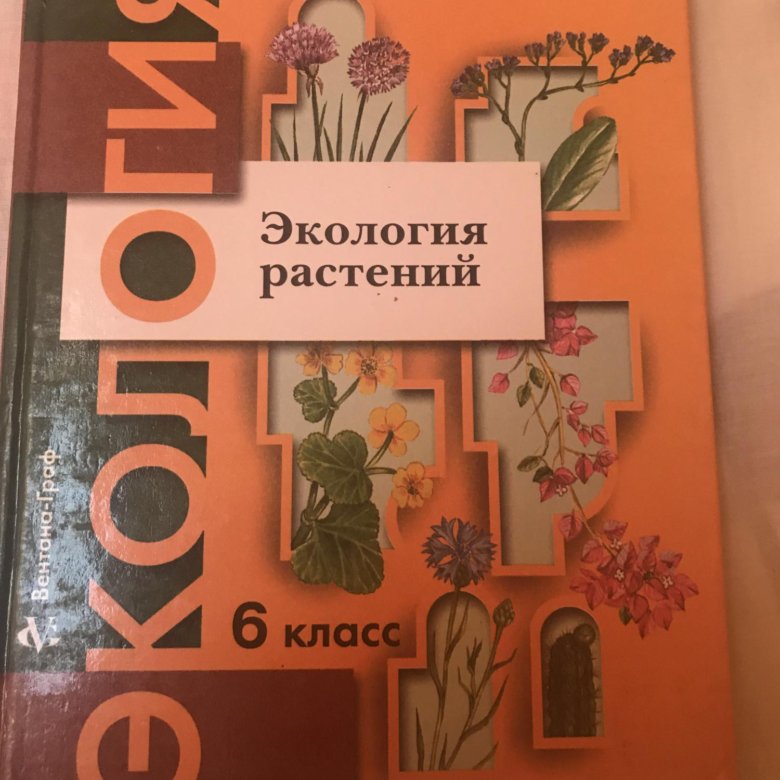 ЭКОЛОГИЯ
Экология
растений
6 класс
Вентана-Граф